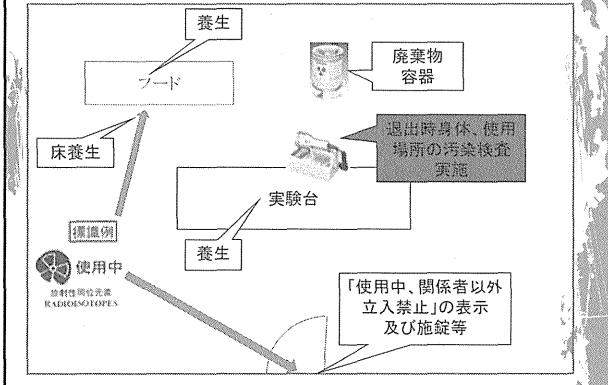 養生
フード
廃棄物
容器
床養生
退出時身体、使用
場所の汚染検査
実施
実験台
標識例
養生
使用中
放射性同位元素
RADIOISOTOPES
「使用中、関係者以外
立入禁止」の表示
及び施錠等